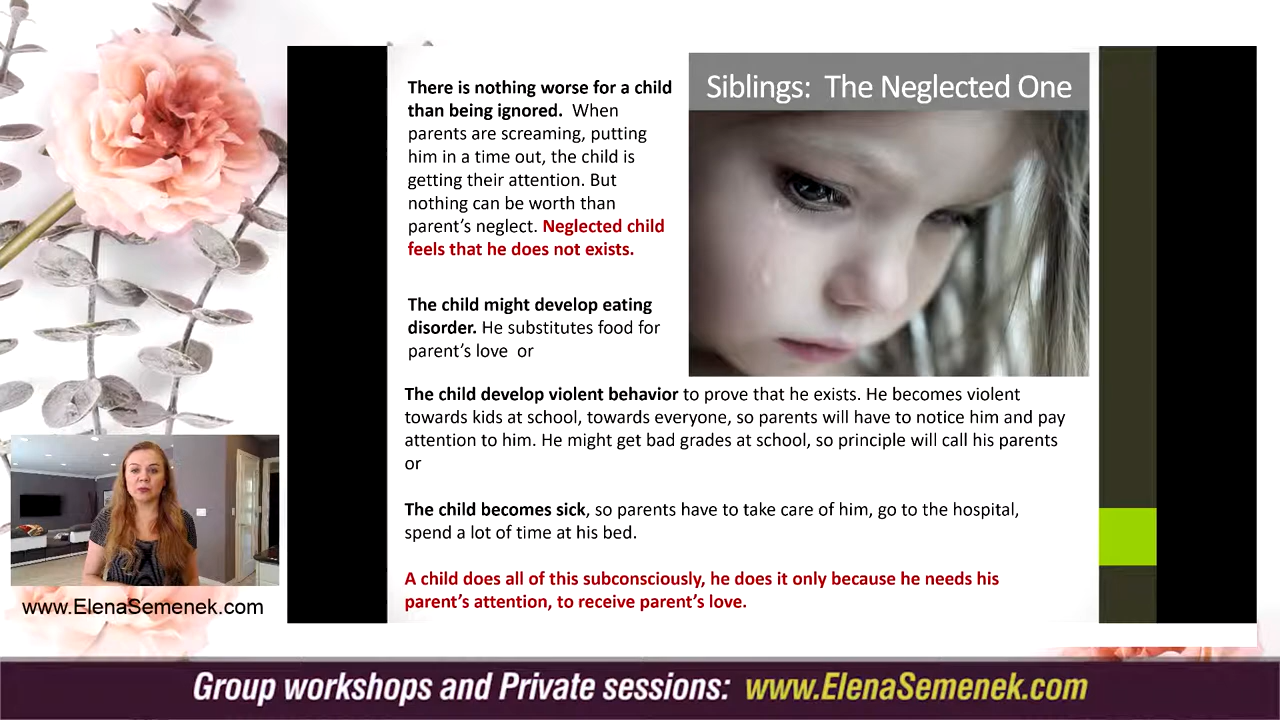 There is nothing worse for a child
than being ignored. When
parents are screaming, putting
him in a time out, the child is
getting their attention. But
nothing can be worth than
parent's neglect. Neglected child
feels that he does not exists.
The child might develop eating
disorder. He substitutes food for
parent's love or
Siblings: The Neglected One
The child develop violent behavior to prove that he exists. He becomes violent
towards kids at school, towards everyone, so parents will have to notice him and pay
attention to him. He might get bad grades at school, so principle will call his parents
or
The child becomes sick, so parents have to take care of him, go to the hospital,
spend a lot of time at his bed.
A child does all of this subconsciously, he does it only because he needs his
parent's attention, to receive parent's love.
www.ElenaSemenek.com
Group workshops and Private sessions: www.ElenaSemenek.com